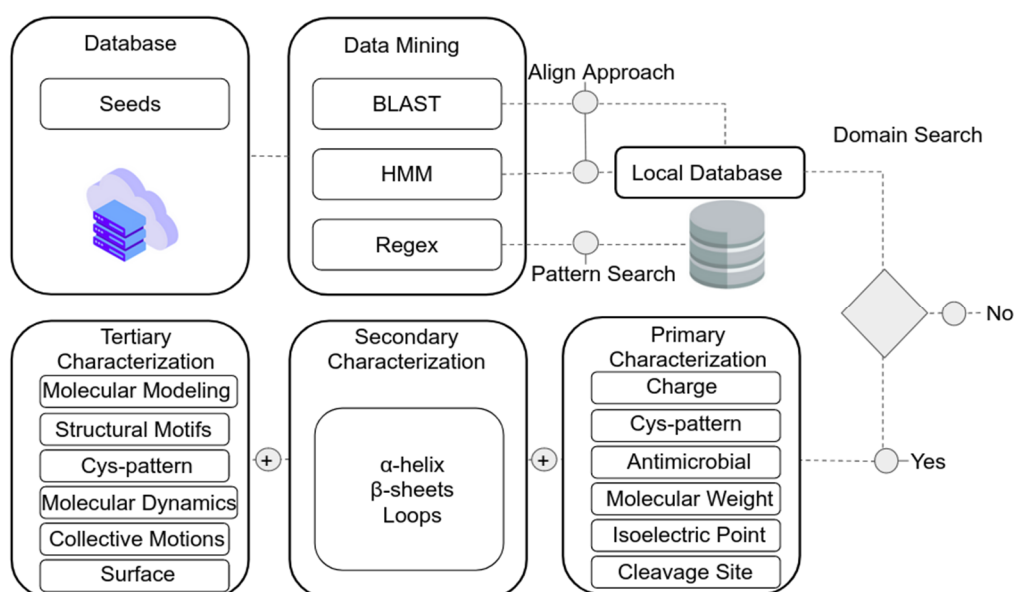 Database
Seeds
Data Mining
BLAST
HMM
Regex
Align Approach
Pattern Search
Local Database
Domain Search
No
Yes
Tertiary
Characterization
Molecular Modeling
Structural Motifs
Cys-pattern
Molecular Dynamics
Collective Motions
Surface
+
Secondary
Characterization
α-helix
β-sheets
Loops
+
Primary
Characterization
Charge
Cys-pattern
Antimicrobial
Molecular Weight
Isoelectric Point
Cleavage Site